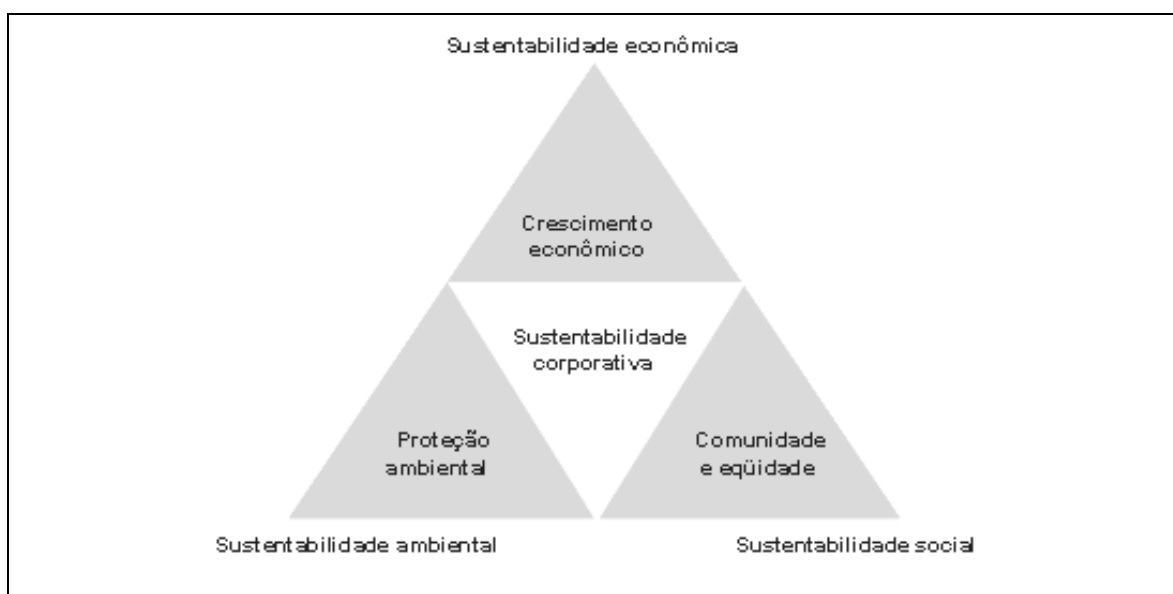 Sustentabilidade econômica
Crescimento
econômico
Sustentabilidade
corporativa
Proteção
ambiental
Comunidade
e eqüidade
Sustentabilidade ambiental
Sustentabilidade social